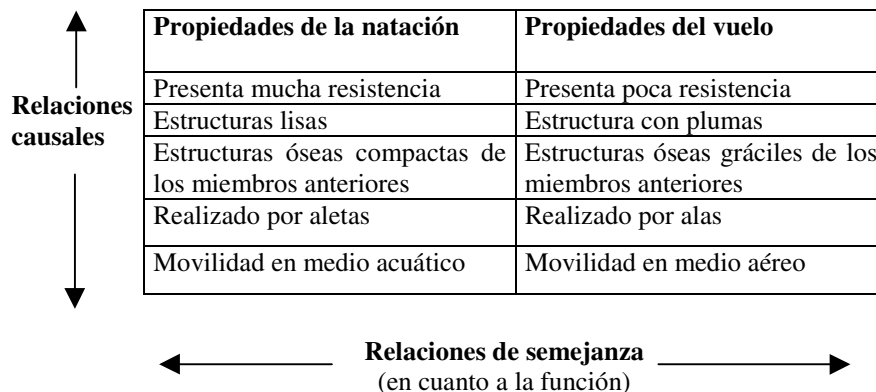 Propiedades de la natación Propiedades del vuelo
Presenta mucha resistencia Presenta poca resistencia
Relaciones
causales
Estructuras lisas Estructura con plumas
Estructuras óseas compactas de Estructuras óseas gráciles de los
los miembros anteriores miembros anteriores
Realizado por aletas Realizado por alas
Movilidad en medio acuático Movilidad en medio aéreo
Relaciones de semejanza
(en cuanto a la función)